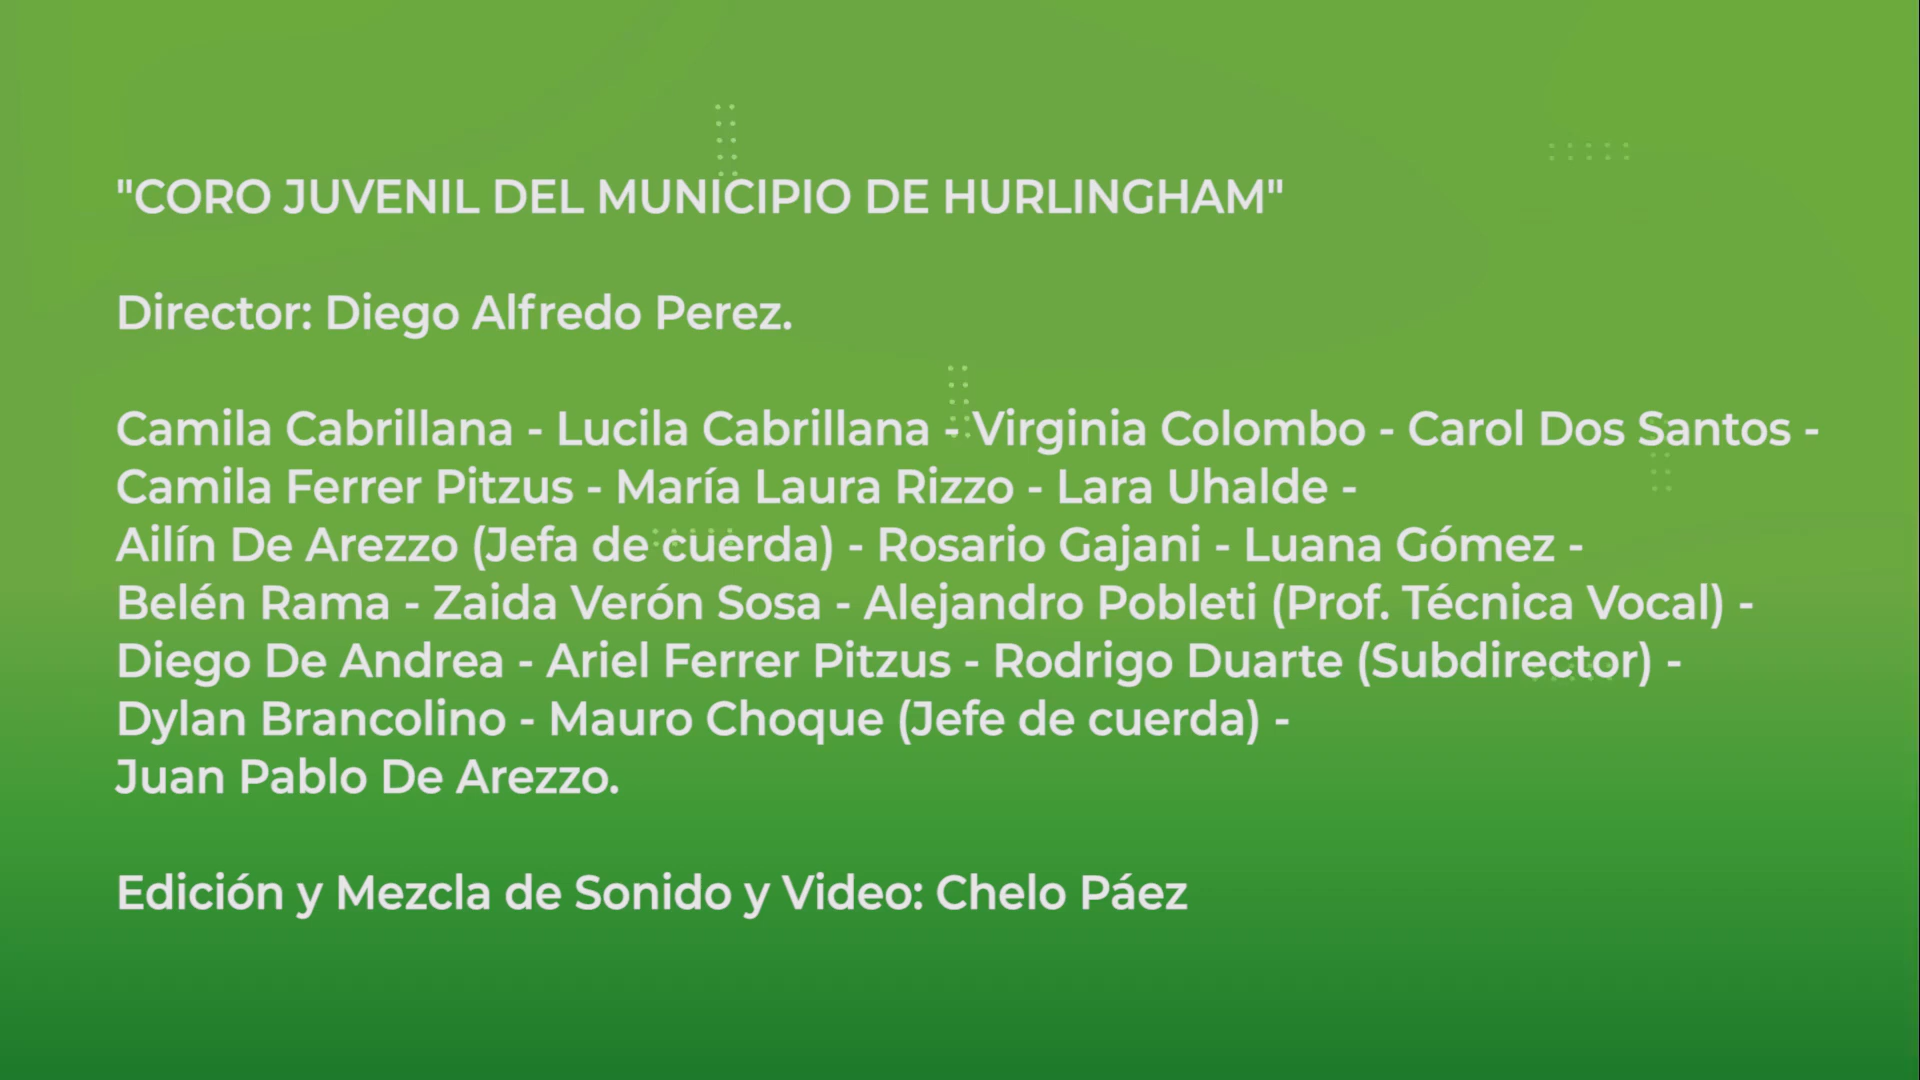 "CORO JUVENIL DEL MUNICIPIO DE HURLINGHAM"
Director: Diego Alfredo Perez.
Camila Cabrillana - Lucila Cabrillana - Virginia Colombo - Carol Dos Santos -
Camila Ferrer Pitzus - María Laura Rizzo - Lara Uhalde -
Ailín De Arezzo (Jefa de cuerda) - Rosario Gajani - Luana Gómez -
Belén Rama - Zaida Verón Sosa - Alejandro Pobleti (Prof. Técnica Vocal) -
Diego De Andrea - Ariel Ferrer Pitzus - Rodrigo Duarte (Subdirector) -
Dylan Brancolino - Mauro Choque (Jefe de cuerda) -
Juan Pablo De Arezzo.
Edición y Mezcla de Sonido y Video: Chelo Páez